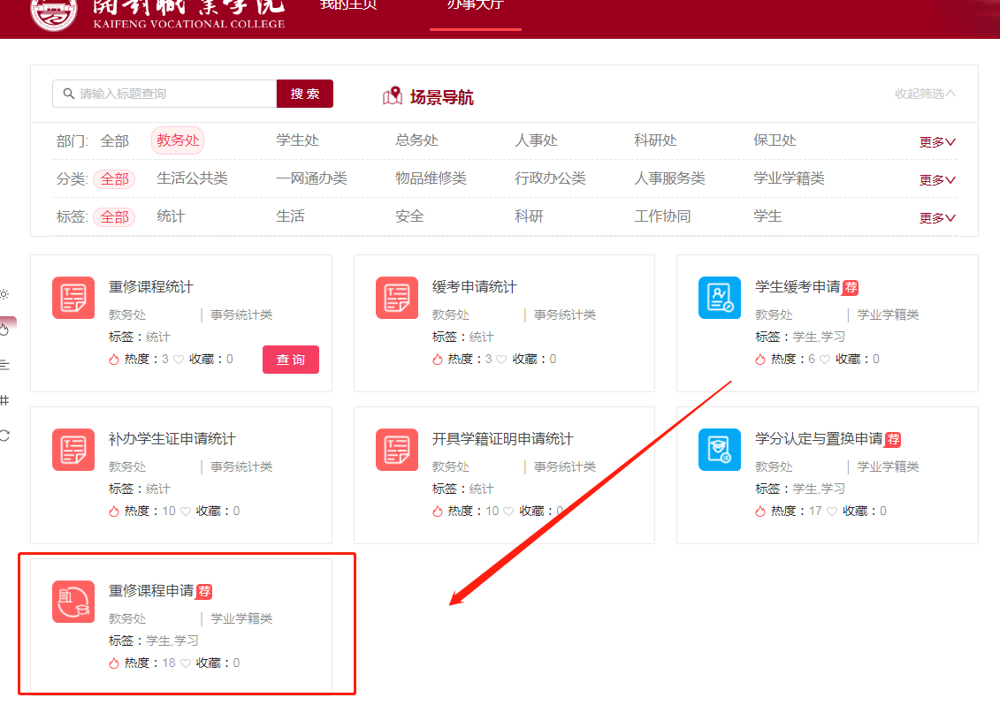 開封職業学院
KAIFENG VOCATIONAL COLLEGE
我的主页
办事大厅
请输入标题查询
搜索
场景导航
收起筛选
部门: 全部 教务处 学生处 总务处 人事处 科研处 保卫处 更多
分类: 全部 生活公共类 一网通办类 物品维修类 行政办公类 人事服务类 学业学籍类 更多
标签: 全部 统计 生活 安全 科研 工作协同 学生 更多
重修课程统计
教务处 | 事务统计类
标签：统计
热度：3 收藏：0
查询
缓考申请统计
教务处 | 事务统计类
标签：统计
热度：3 收藏：0
学生缓考申请 荐
教务处 | 学业学籍类
标签：学生,学习
热度：6 收藏：0
补办学生证申请统计
教务处 | 事务统计类
标签：统计
热度：10 收藏：0
开具学籍证明申请统计
教务处 | 事务统计类
标签：统计
热度：10 收藏：0
学分认定与置换申请 荐
教务处 | 学业学籍类
标签：学生,学习
热度：17 收藏：0
重修课程申请 荐
教务处 | 学业学籍类
标签：学生,学习
热度：18 收藏：0